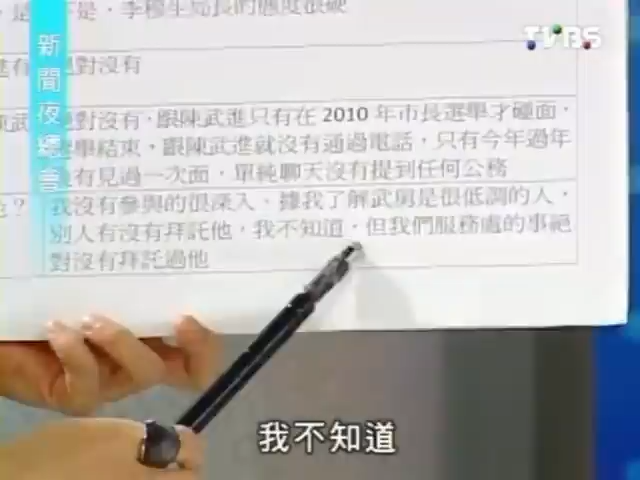 TVBS
新聞夜總會
是，李穆生局長的態度很硬
對沒有
對沒有，跟陳武進只有在 2010 年市長選舉才碰面，
舉結束，跟陳武進就沒有通過電話，只有今年過年
有見過一次面，單純聊天沒有提到任何公務
？我沒有參與的很深入，據我了解武房是很低調的人，
別人有沒有拜託他，我不知道，但我們服務處的事絕
對沒有拜託過他
我不知道